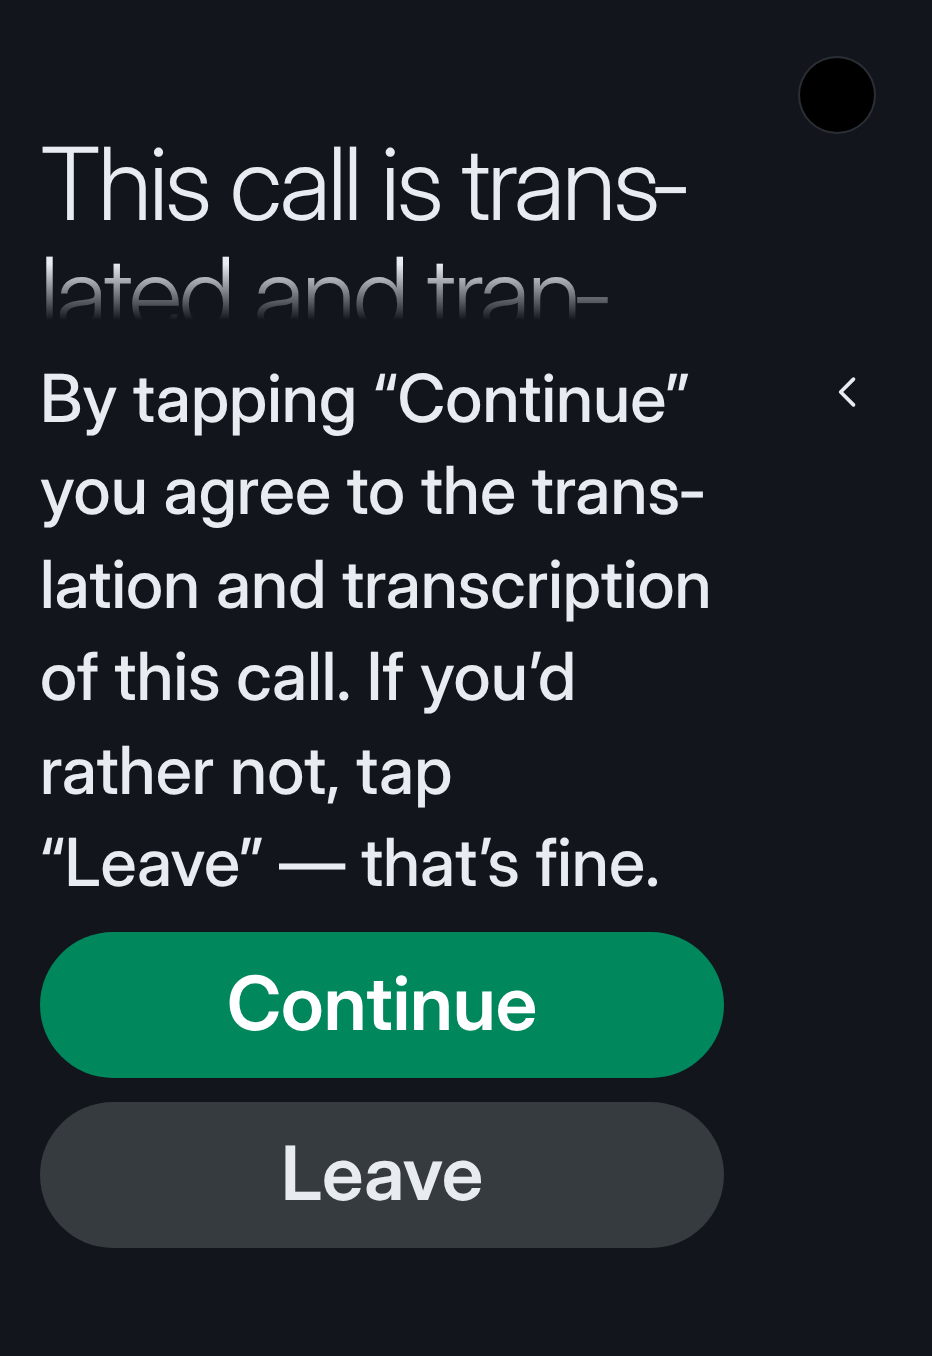 This call is trans-
lated and tran-
By tapping “Continue”
you agree to the trans-
lation and transcription
of this call. If you’d
rather not, tap
“Leave” — that’s fine.
Continue
Leave